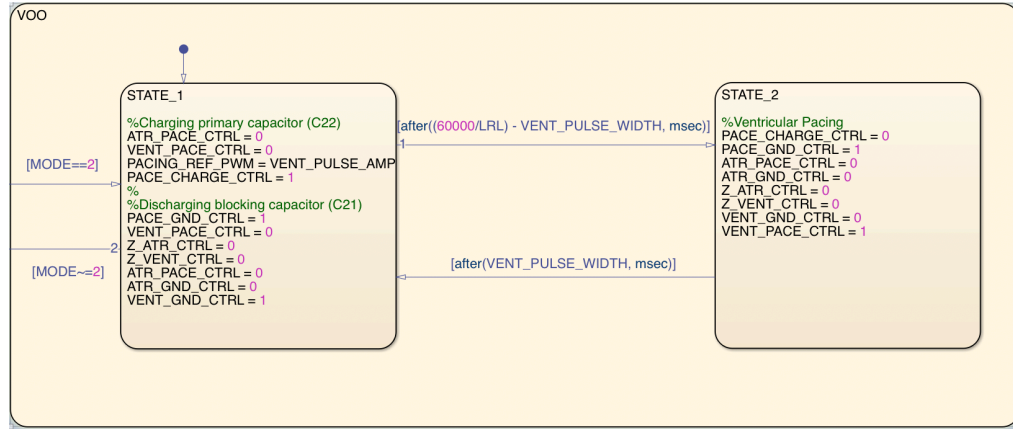 VOO
STATE_1
%Charging primary capacitor (C22)
ATR_PACE_CTRL = 0
VENT_PACE_CTRL = 0
PACING_REF_PWM = VENT_PULSE_AMP
PACE_CHARGE_CTRL = 1
%
%Discharging blocking capacitor (C21)
PACE_GND_CTRL = 1
VENT_PACE_CTRL = 0
Z_ATR_CTRL = 0
Z_VENT_CTRL = 0
ATR_PACE_CTRL = 0
ATR_GND_CTRL = 0
VENT_GND_CTRL = 1
[MODE==2]
2
[MODE~=2]
[after((60000/LRL) - VENT_PULSE_WIDTH, msec)]
1
[after(VENT_PULSE_WIDTH, msec)]
STATE_2
%Ventricular Pacing
PACE_CHARGE_CTRL = 0
PACE_GND_CTRL = 1
ATR_PACE_CTRL = 0
ATR_GND_CTRL = 0
Z_ATR_CTRL = 0
Z_VENT_CTRL = 0
VENT_GND_CTRL = 0
VENT_PACE_CTRL = 1